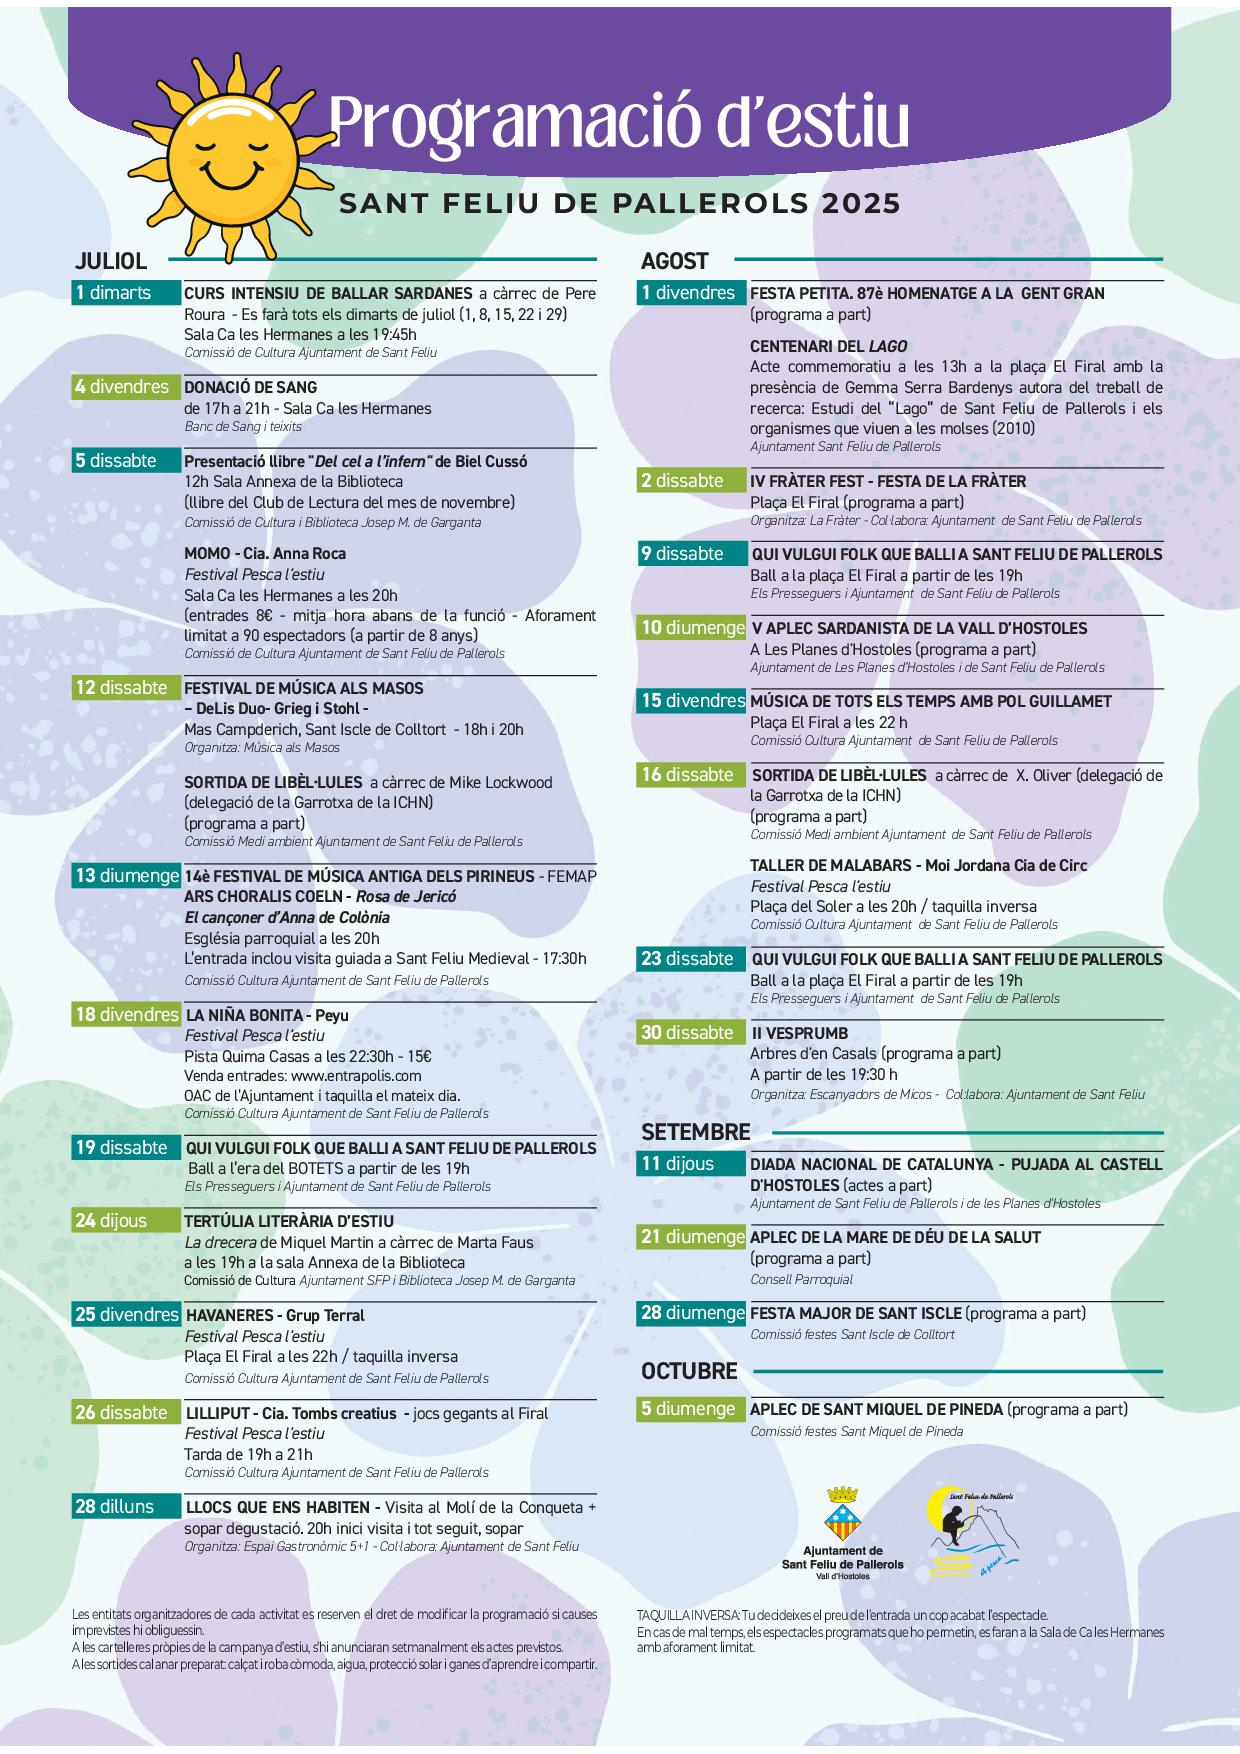 Programació d'estiu
SANT FELIU DE PALLEROLS 2025
JULIOL
1 dimarts
CURS INTENSIU DE BALLAR SARDANES a càrrec de Pere
Roura - Es farà tots els dimarts de juliol (1, 8, 15, 22 i 29)
Sala Ca les Hermanes a les 19:45h
Comissió de Cultura Ajuntament de Sant Feliu
4 divendres
DONACIÓ DE SANG
de 17h a 21h - Sala Ca les Hermanes
Banc de Sang i teixits
5 dissabte
Presentació llibre "Del cel a l'infern" de Biel Cussó
12h Sala Annexa de la Biblioteca
(llibre del Club de Lectura del mes de novembre)
Comissió de Cultura i Biblioteca Josep M. de Garganta
MOMO - Cia. Anna Roca
Festival Pesca l'estiu
Sala Ca les Hermanes a les 20h
(entrades 8€ - mitja hora abans de la funció - Aforament
limitat a 90 espectadors (a partir de 8 anys)
Comissió de Cultura Ajuntament de Sant Feliu de Pallerols
12 dissabte
FESTIVAL DE MÚSICA ALS MASOS
– DeLis Duo- Grieg i Stohl -
Mas Campderich, Sant Iscle de Colltort - 18h i 20h
Organitza: Música als Masos
SORTIDA DE LIBÈL·LULES a càrrec de Mike Lockwood
(delegació de la Garrotxa de la ICHN)
(programa a part)
Comissió Medi ambient Ajuntament de Sant Feliu de Pallerols
13 diumenge
14è FESTIVAL DE MÚSICA ANTIGA DELS PIRINEUS - FEMAP
ARS CHORALIS COELN - Rosa de Jericó
El cançoner d'Anna de Colònia
Església parroquial a les 20h
L'entrada inclou visita guiada a Sant Feliu Medieval - 17:30h
Comissió Cultura Ajuntament de Sant Feliu de Pallerols
18 divendres
LA NIÑA BONITA - Peyu
Festival Pesca l'estiu
Pista Quima Casas a les 22:30h - 15€
Venda entrades: www.entrapolis.com
OAC de l'Ajuntament i taquilla el mateix dia.
Comissió Cultura Ajuntament de Sant Feliu de Pallerols
19 dissabte
QUI VULGUI FOLK QUE BALLI A SANT FELIU DE PALLEROLS
Ball a l'era del BOTETS a partir de les 19h
Els Presseguers i Ajuntament de Sant Feliu de Pallerols
24 dijous
TERTÚLIA LITERÀRIA D'ESTIU
La drecera de Miquel Martin a càrrec de Marta Faus
a les 19h a la sala Annexa de la Biblioteca
Comissió de Cultura Ajuntament SFP i Biblioteca Josep M. de Garganta
25 divendres
HAVANERES - Grup Terral
Festival Pesca l'estiu
Plaça El Firal a les 22h / taquilla inversa
Comissió Cultura Ajuntament de Sant Feliu de Pallerols
26 dissabte
LILLIPUT - Cia. Tombs creatius - jocs gegants al Firal
Festival Pesca l'estiu
Tarda de 19h a 21h
Comissió Cultura Ajuntament de Sant Feliu de Pallerols
28 dilluns
LLOCS QUE ENS HABITEN - Visita al Molí de la Conqueta +
sopar degustació. 20h inici visita i tot seguit, sopar
Organitza: Espai Gastronòmic 5+1 - Col·labora: Ajuntament de Sant Feliu
Les entitats organitzadores de cada activitat es reserven el dret de modificar la programació si causes
imprevistes hi obliguessin.
A les cartelleres pròpies de la campanya d'estiu, s'hi anunciaran setmanalment els actes previstos.
A les sortides cal anar preparat: calçat i roba còmoda, aigua, protecció solar i ganes d'aprendre i compartir.
AGOST
1 divendres
FESTA PETITA. 87è HOMENATGE A LA GENT GRAN
(programa a part)
CENTENARI DEL LAGO
Acte commemoratiu a les 13h a la plaça El Firal amb la
presència de Gemma Serra Bardenys autora del treball de
recerca: Estudi del "Lago" de Sant Feliu de Pallerols i els
organismes que viuen a les molses (2010)
Ajuntament Sant Feliu de Pallerols
2 dissabte
IV FRÀTER FEST - FESTA DE LA FRÀTER
Plaça El Firal (programa a part)
Organitza: La Fràter - Col·labora: Ajuntament de Sant Feliu de Pallerols
9 dissabte
QUI VULGUI FOLK QUE BALLI A SANT FELIU DE PALLEROLS
Ball a la plaça El Firal a partir de les 19h
Els Presseguers i Ajuntament de Sant Feliu de Pallerols
10 diumenge
V APLEC SARDANISTA DE LA VALL D'HOSTOLES
A Les Planes d'Hostoles (programa a part)
Ajuntament de Les Planes d'Hostoles i de Sant Feliu de Pallerols
15 divendres
MÚSICA DE TOTS ELS TEMPS AMB POL GUILLAMET
Plaça El Firal a les 22 h
Comissió Cultura Ajuntament de Sant Feliu de Pallerols
16 dissabte
SORTIDA DE LIBÈL·LULES a càrrec de X. Oliver (delegació de
la Garrotxa de la ICHN)
(programa a part)
Comissió Medi ambient Ajuntament de Sant Feliu de Pallerols
TALLER DE MALABARS - Moi Jordana Cia de Circ
Festival Pesca l'estiu
Plaça del Soler a les 20h / taquilla inversa
Comissió Cultura Ajuntament de Sant Feliu de Pallerols
23 dissabte
QUI VULGUI FOLK QUE BALLI A SANT FELIU DE PALLEROLS
Ball a la plaça El Firal a partir de les 19h
Els Presseguers i Ajuntament de Sant Feliu de Pallerols
30 dissabte
II VESPRUMB
Arbres d'en Casals (programa a part)
A partir de les 19:30 h
Organitza: Escanyadors de Micos - Col·labora: Ajuntament de Sant Feliu
SETEMBRE
11 dijous
DIADA NACIONAL DE CATALUNYA - PUJADA AL CASTELL
D'HOSTOLES (actes a part)
Ajuntament de Sant Feliu de Pallerols i de les Planes d'Hostoles
21 diumenge
APLEC DE LA MARE DE DÉU DE LA SALUT
(programa a part)
Consell Parroquial
28 diumenge
FESTA MAJOR DE SANT ISCLE (programa a part)
Comissió festes Sant Iscle de Colltort
OCTUBRE
5 diumenge
APLEC DE SANT MIQUEL DE PINEDA (programa a part)
Comissió festes Sant Miquel de Pineda
Ajuntament de
Sant Feliu de Pallerols
Vall d'Hostoles
Sant Feliu de Pallerols
a pesca
TAQUILLA INVERSA: Tu decideixes el preu de l'entrada un cop acabat l'espectacle.
En cas de mal temps, els espectacles programats que ho permetin, es faran a la Sala de Ca les Hermanes
amb aforament limitat.